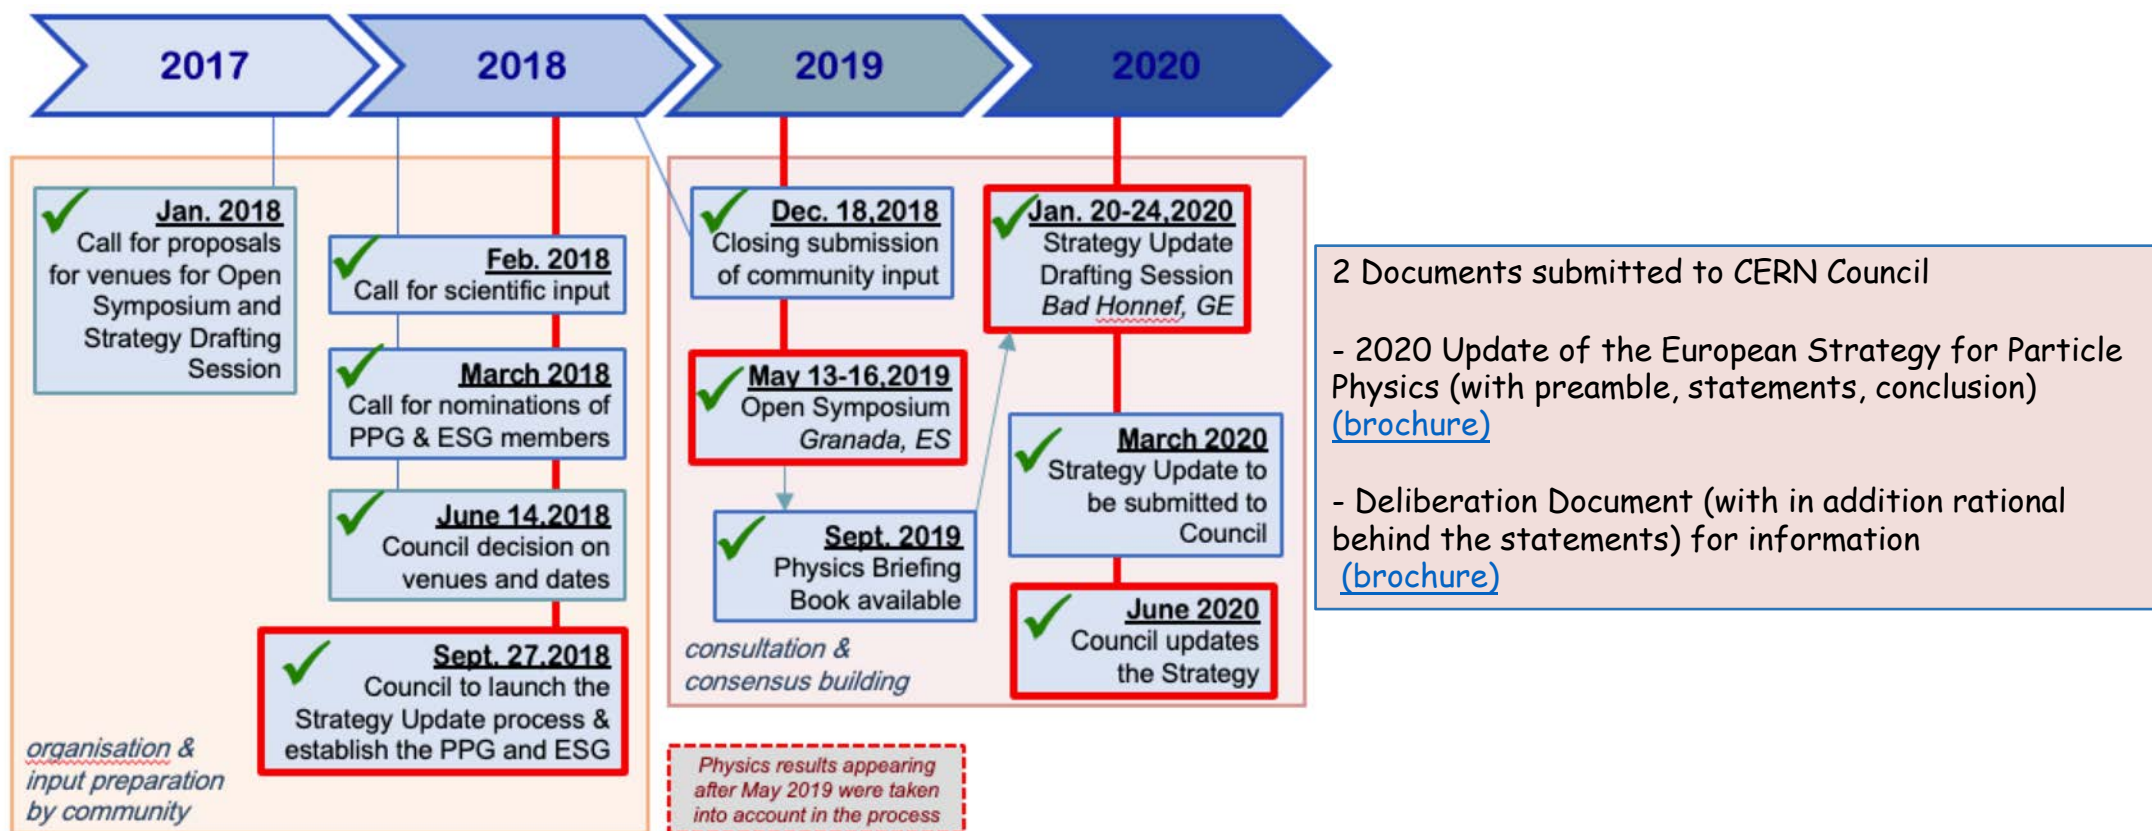 2017
2018
2019
2020
Jan. 2018
Call for proposals
for venues for Open
Symposium and
Strategy Drafting
Session
Feb. 2018
Call for scientific input
March 2018
Call for nominations of
PPG & ESG members
June 14,2018
Council decision on
venues and dates
Sept. 27,2018
Council to launch the
Strategy Update process &
establish the PPG and ESG
organisation &
input preparation
by community
Dec. 18,2018
Closing submission
of community input
May 13-16,2019
Open Symposium
Granada, ES
Sept. 2019
Physics Briefing
Book available
consultation &
consensus building
Jan. 20-24,2020
Strategy Update
Drafting Session
Bad Honnef, GE
March 2020
Strategy Update to
be submitted to
Council
June 2020
Council updates
the Strategy
Physics results appearing
after May 2019 were taken
into account in the process
2 Documents submitted to CERN Council
- 2020 Update of the European Strategy for Particle
Physics (with preamble, statements, conclusion)
(brochure)
- Deliberation Document (with in addition rational
behind the statements) for information
(brochure)